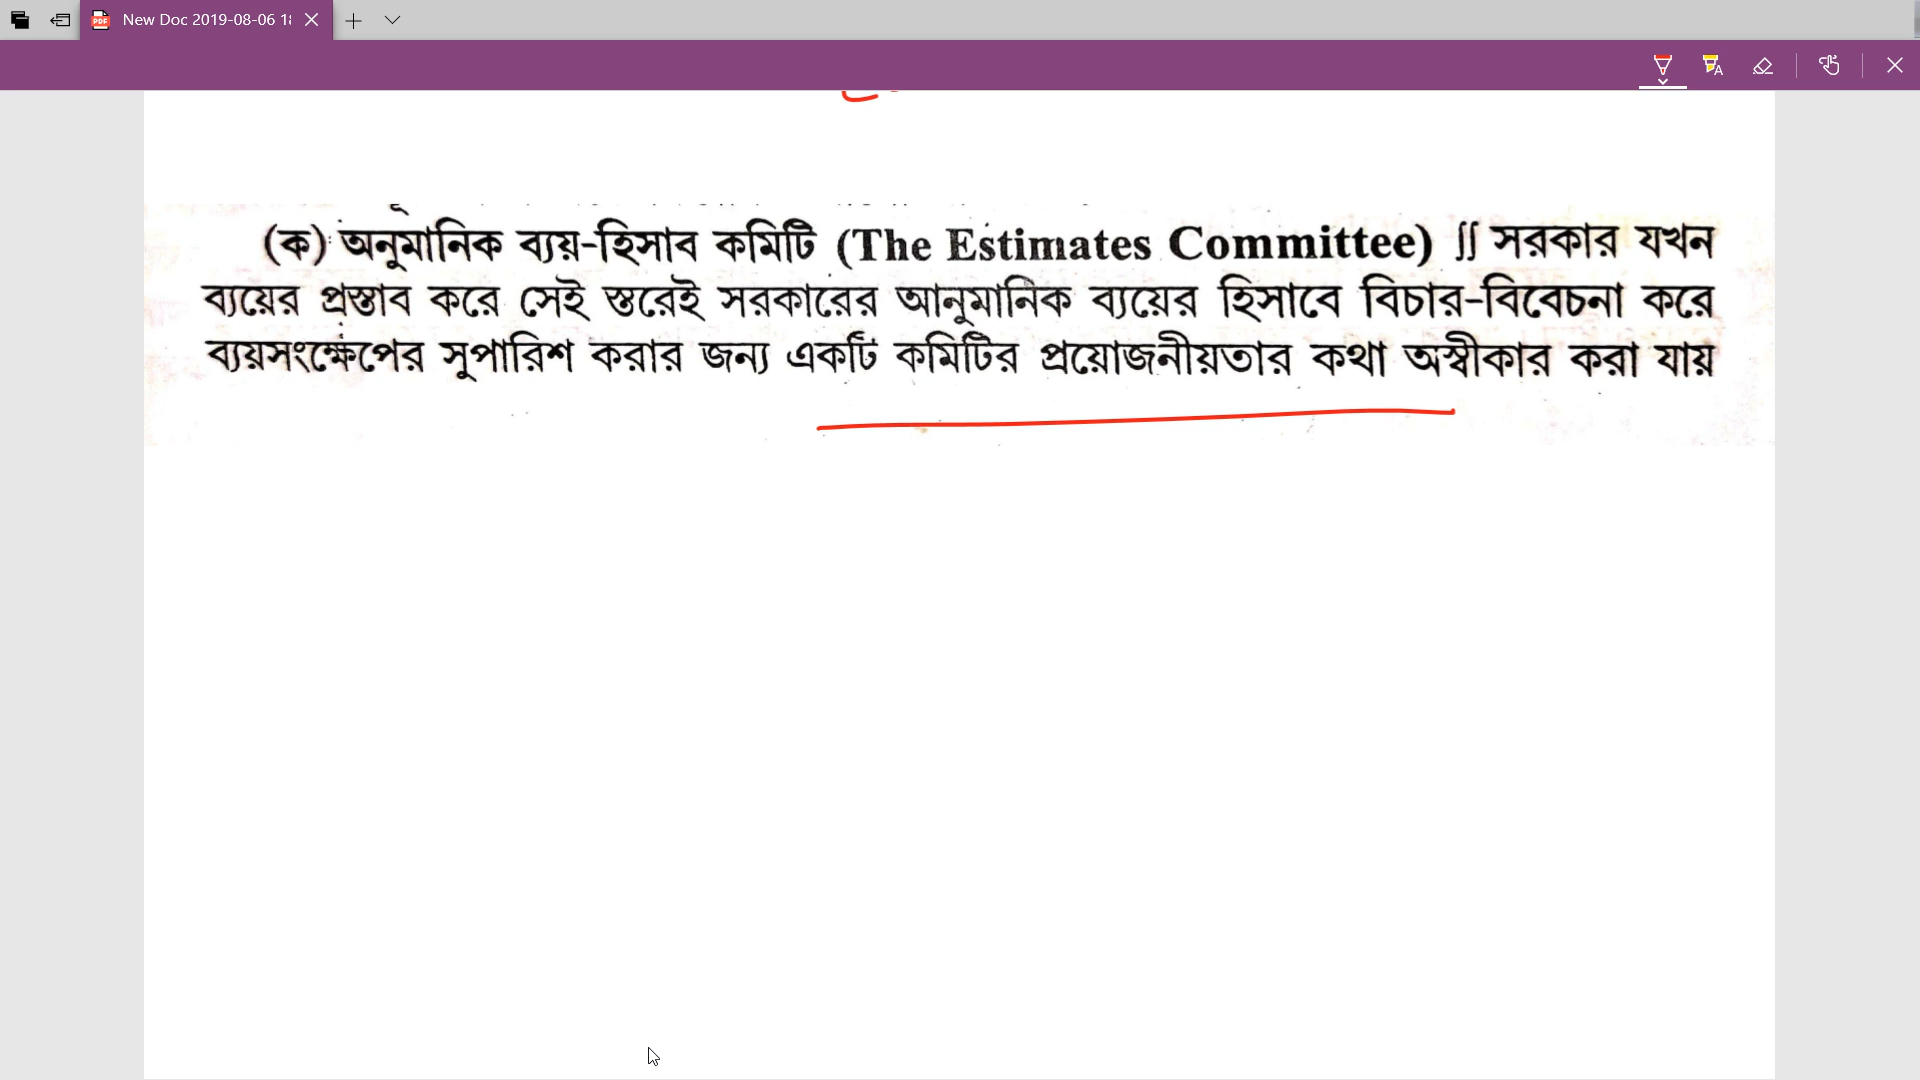 New Doc 2019-08-06 18
(ক) অনুমানিক ব্যয়-হিসাব কমিটি (The Estimates Committee) ॥ সরকার যখন
ব্যয়ের প্রস্তাব করে সেই স্তরেই সরকারের আনুমানিক ব্যয়ের হিসাবে বিচার-বিবেচনা করে
ব্যয়সংক্ষেপের সুপারিশ করার জন্য একটি কমিটির প্রয়োজনীয়তার কথা অস্বীকার করা যায়